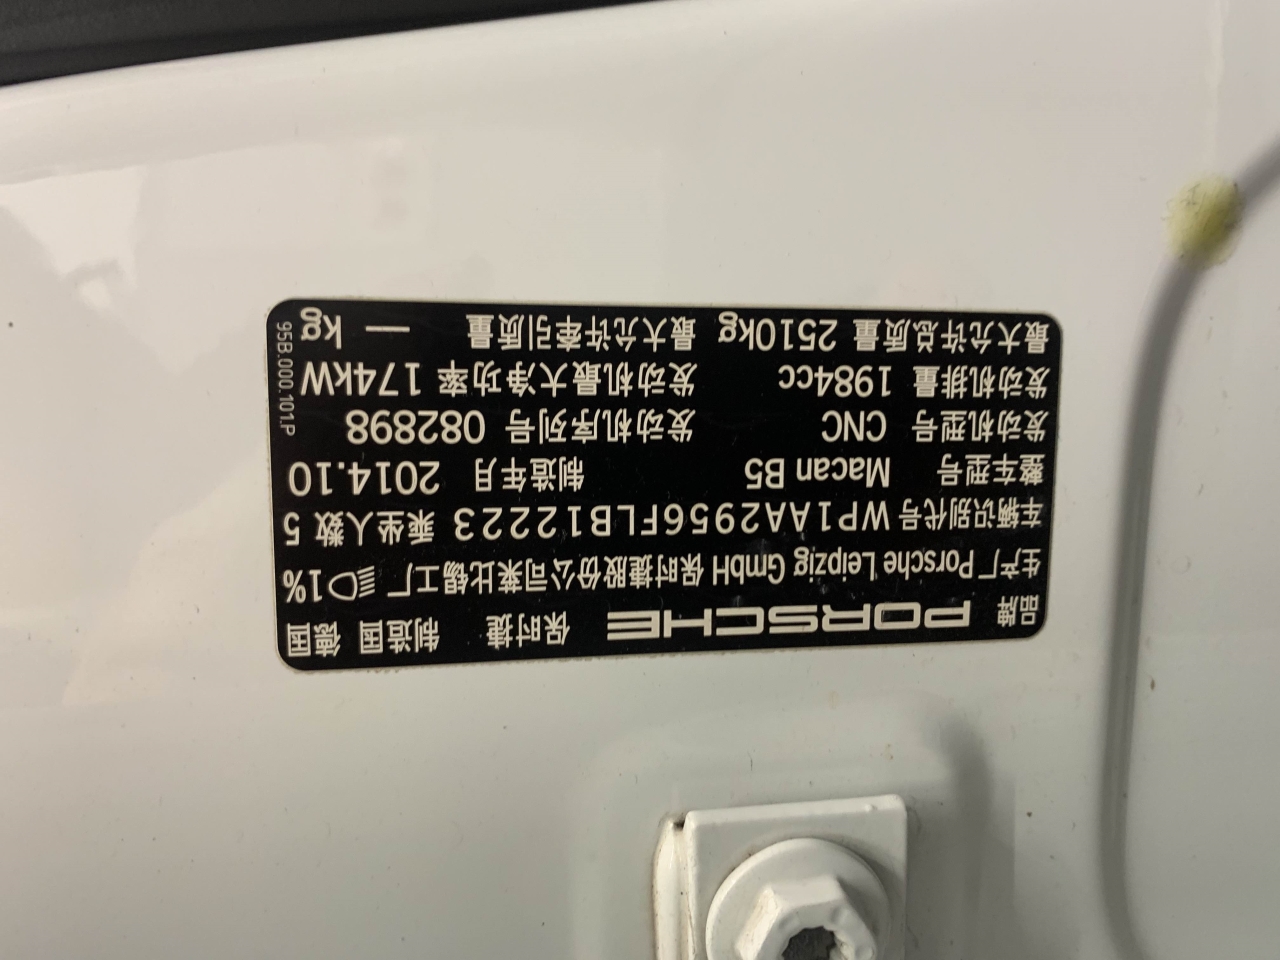 品牌 PORSCHE 保时捷 制造国 德国
生产厂 Porsche Leipzig GmbH 保时捷股份公司莱比锡工厂 1%
车辆识别代号 WP1AA2956FLB12223 乘坐人数 5
整车型号 Macan B5 制造年月 2014.10
发动机型号 CNC 发动机序列号 082898
发动机排量 1984cc 发动机最大净功率 174kW
最大允许总质量 2510kg 最大允许牵引质量 — kg
95B.000.101.P